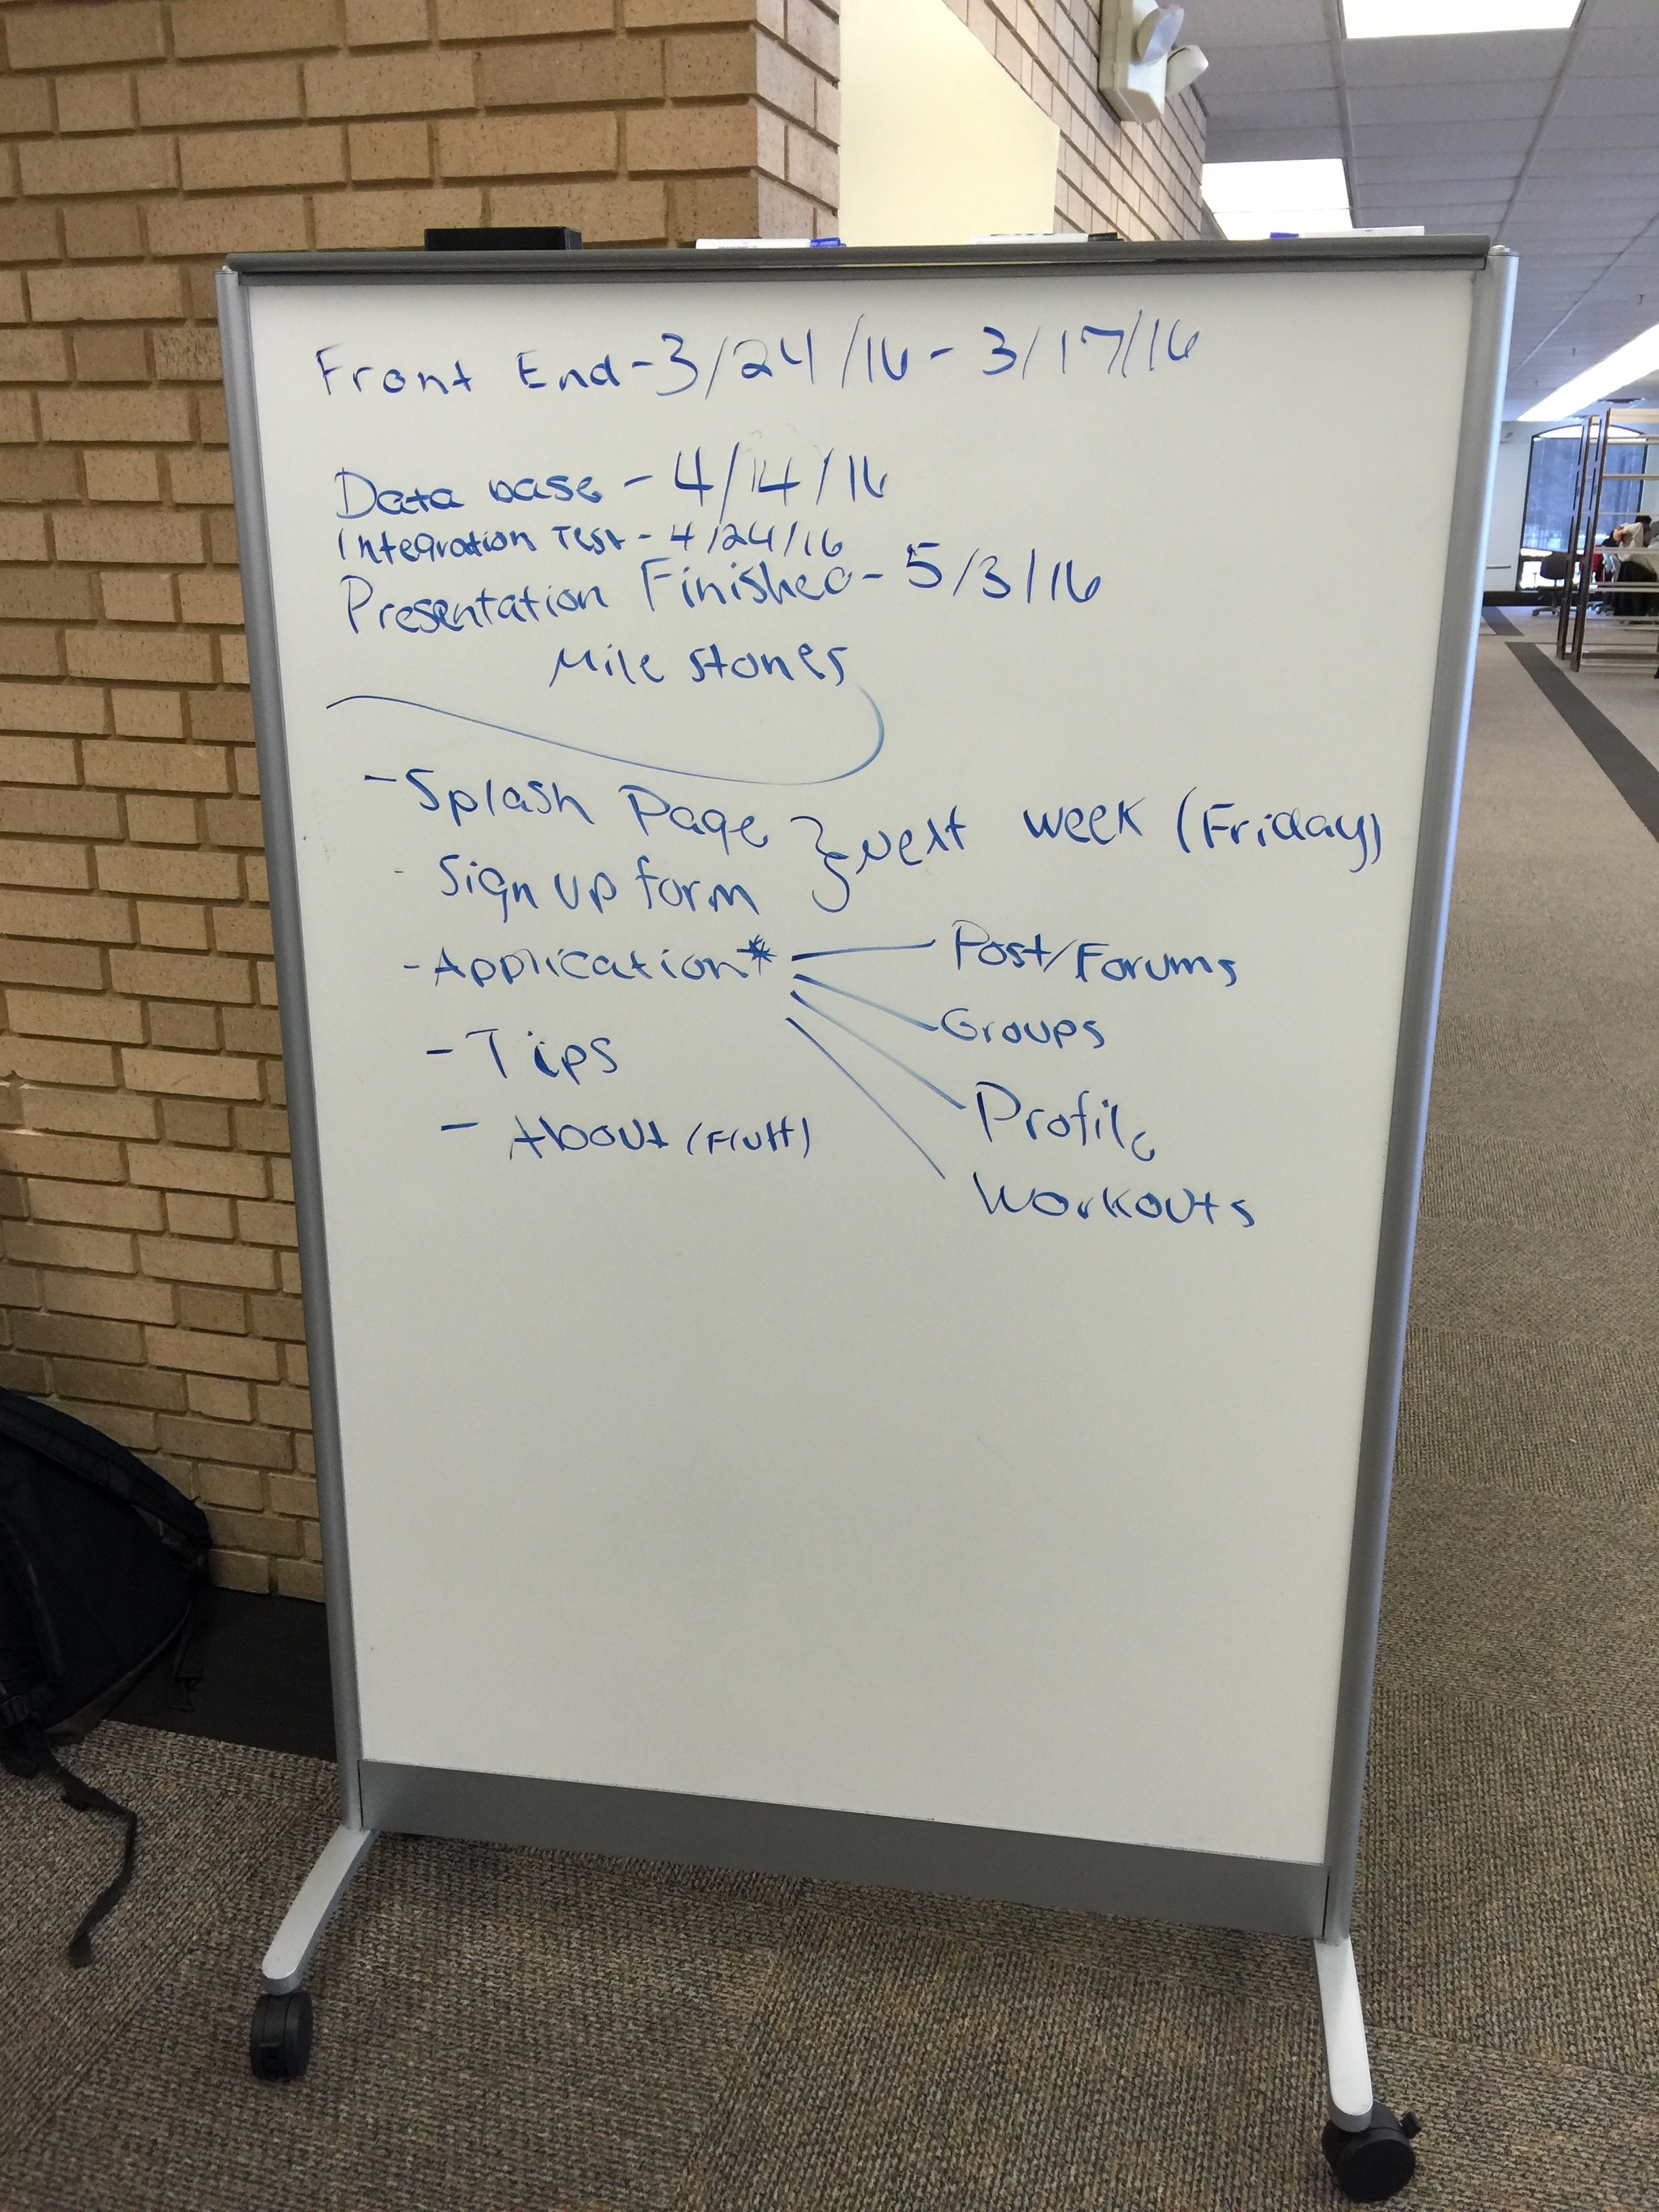 Front End - 3/24/16 - 3/17/16
Data base - 4/14/16
Integration Test - 4/24/16
Presentation Finished - 5/3/16
Mile stones
- Splash Page } Next week (Friday)
- Sign up form
- Application* Post/Forums
Groups
- Tips
Profile
- About
Workouts